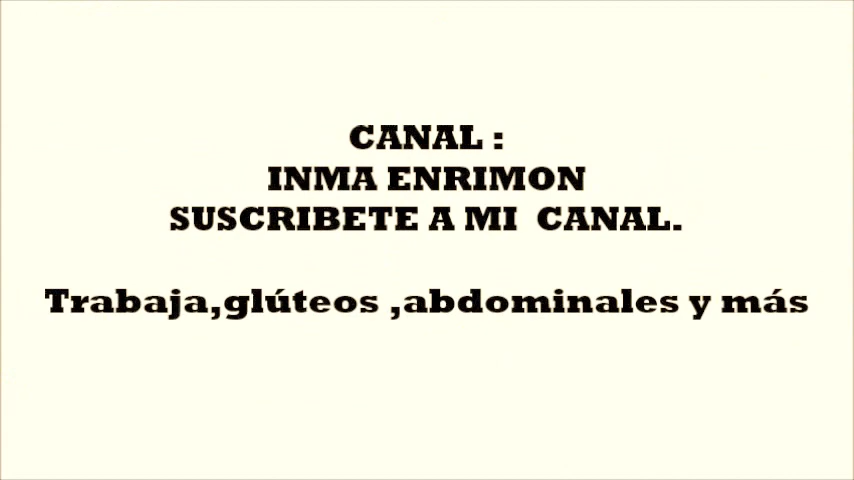 CANAL :
INMA ENRIMON
SUSCRIBETE A MI  CANAL.
Trabaja,glúteos ,abdominales y más